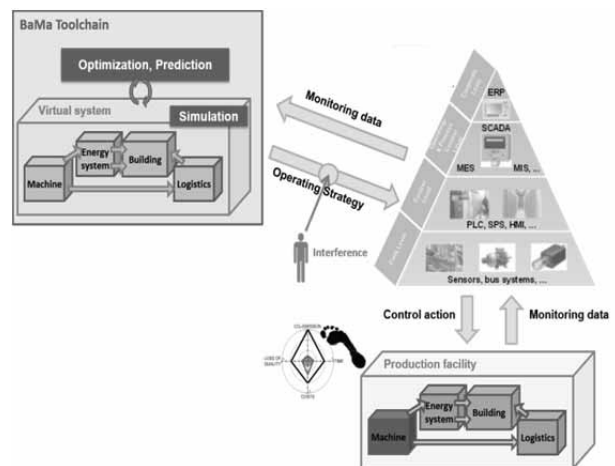 BaMa Toolchain
Optimization, Prediction
Virtual system
Simulation
Energy
system
Building
Machine
Logistics
Monitoring data
Operating Strategy
Interference
ERP
SCADA
MES
MIS, ...
PLC, SPS, HMI, ...
Sensors, bus systems, ...
Control action
Monitoring data
TIME
COSTS
Production facility
Energy
system
Building
Machine
Logistics